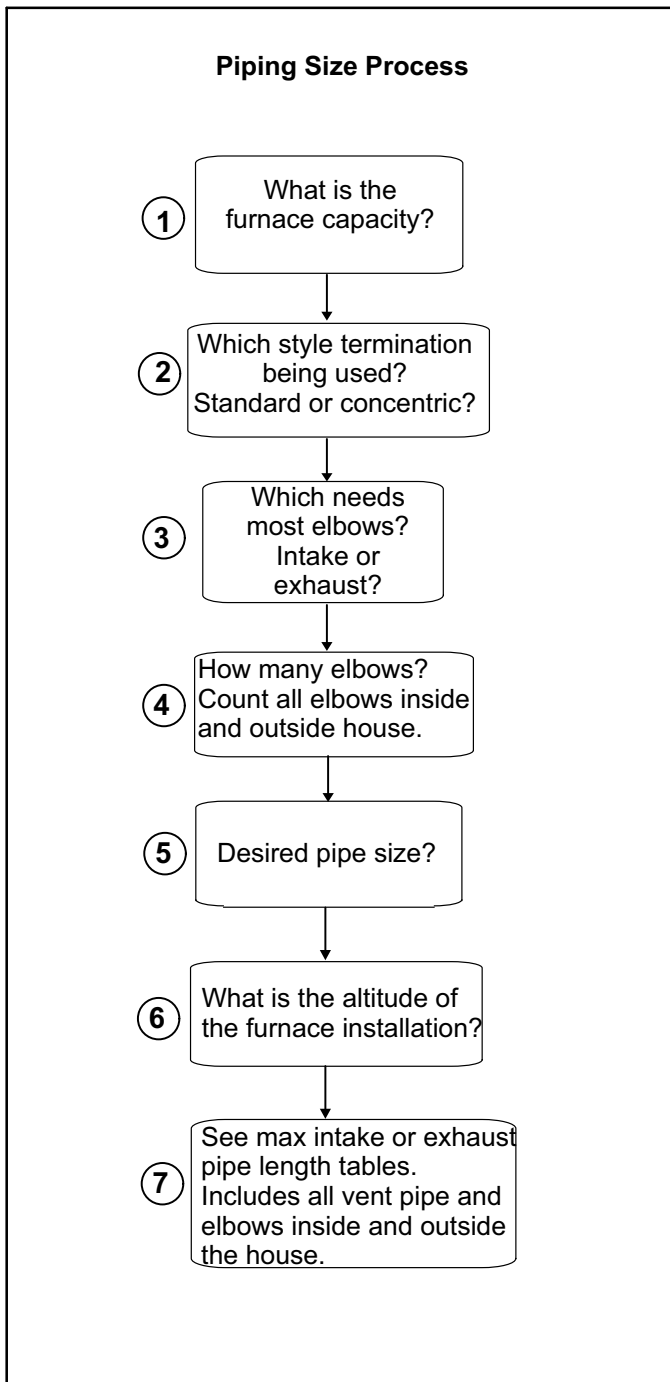 Piping Size Process
1
What is the
furnace capacity?
2
Which style termination
being used?
Standard or concentric?
3
Which needs
most elbows?
Intake or
exhaust?
4
How many elbows?
Count all elbows inside
and outside house.
5
Desired pipe size?
6
What is the altitude of
the furnace installation?
7
See max intake or exhaust
pipe length tables.
Includes all vent pipe and
elbows inside and outside
the house.